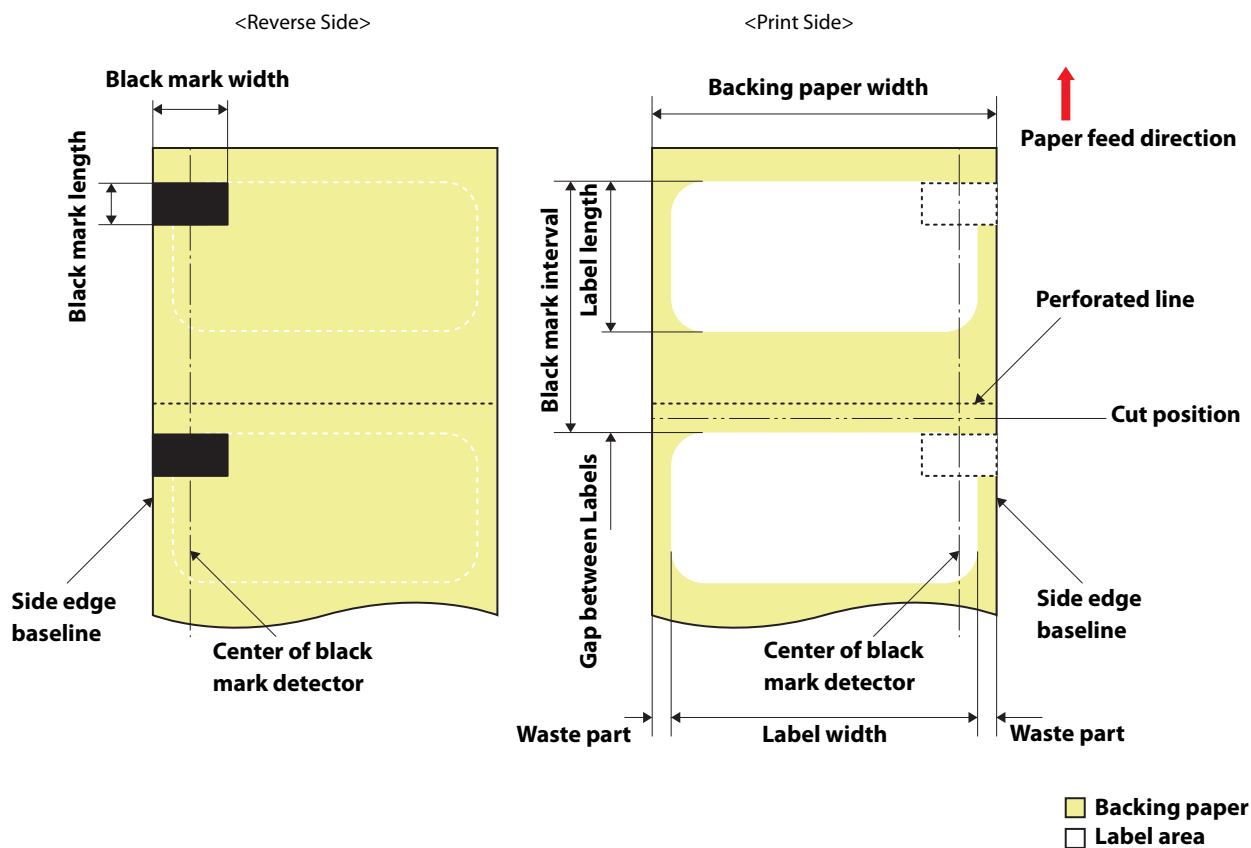 <Reverse Side>
<Print Side>
Black mark width
Backing paper width
Paper feed direction
Black mark length
Black mark interval
Label length
Perforated line
Cut position
Gap between Labels
Side edge
baseline
Center of black
mark detector
Center of black
mark detector
Side edge
baseline
Waste part
Label width
Waste part
Backing paper
Label area